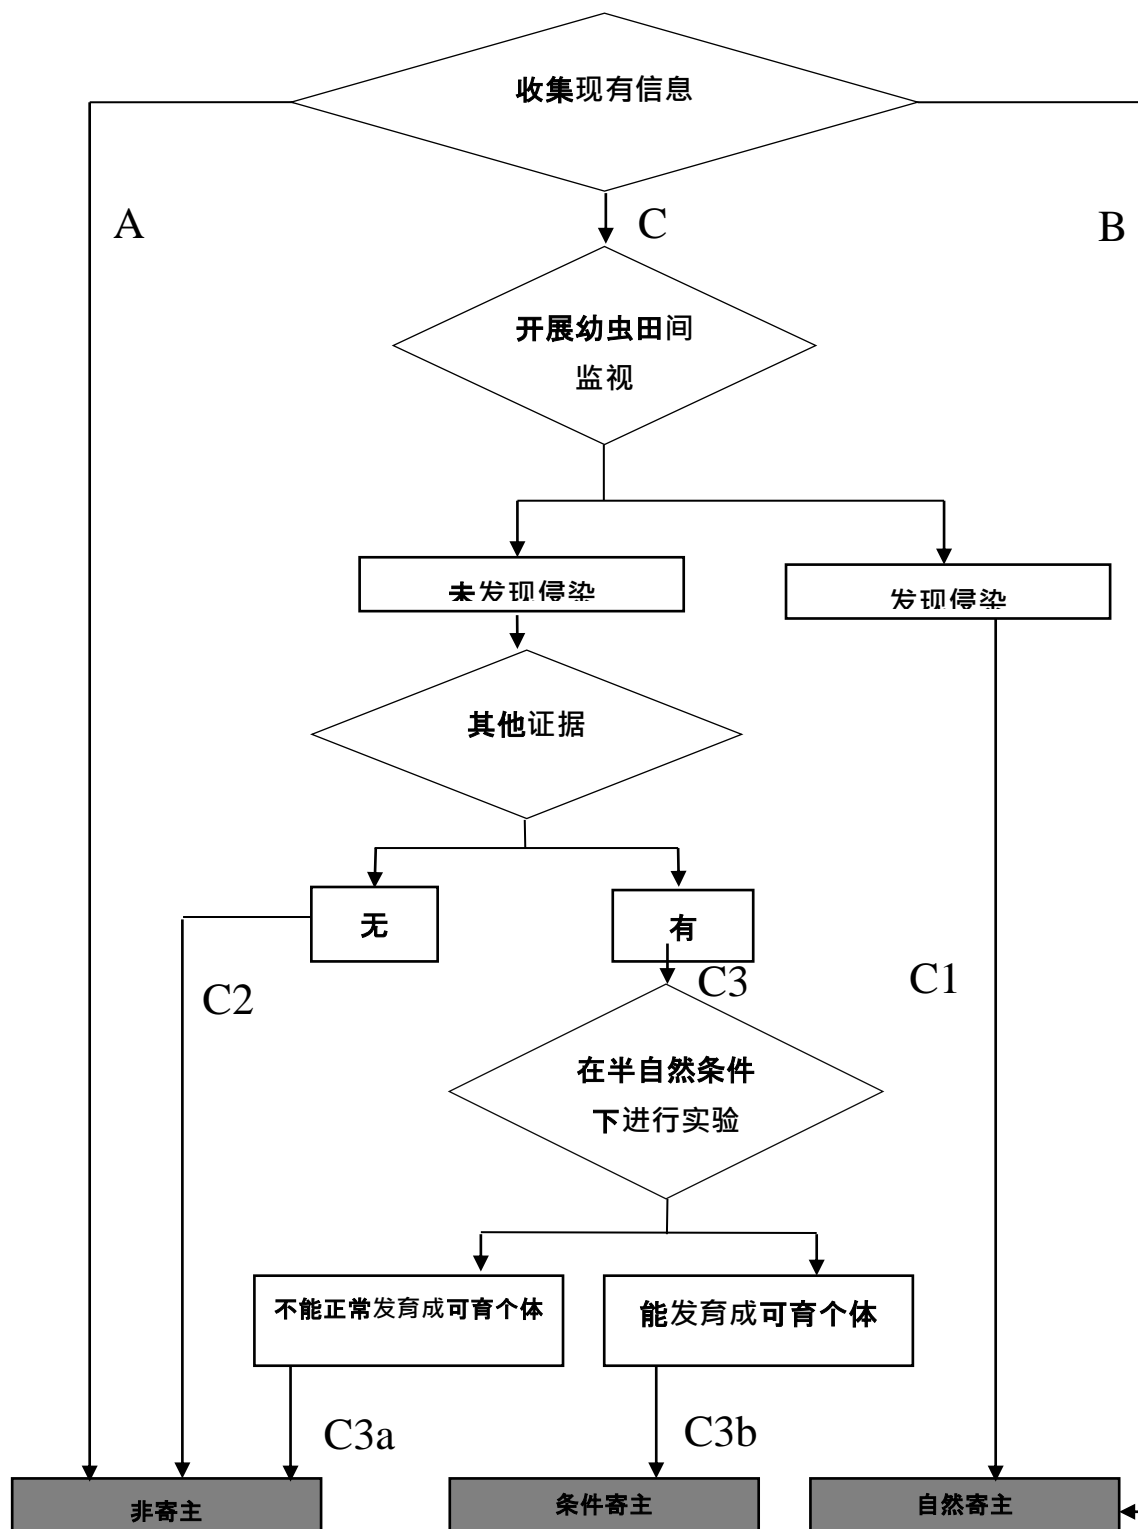 收集现有信息
A
C
B
开展幼虫田间
监视
未发现侵染
发现侵染
其他证据
无
有
C3
C1
C2
在半自然条件
下进行实验
不能正常发育成可育个体
能发育成可育个体
C3a
C3b
非寄主
条件寄主
自然寄主